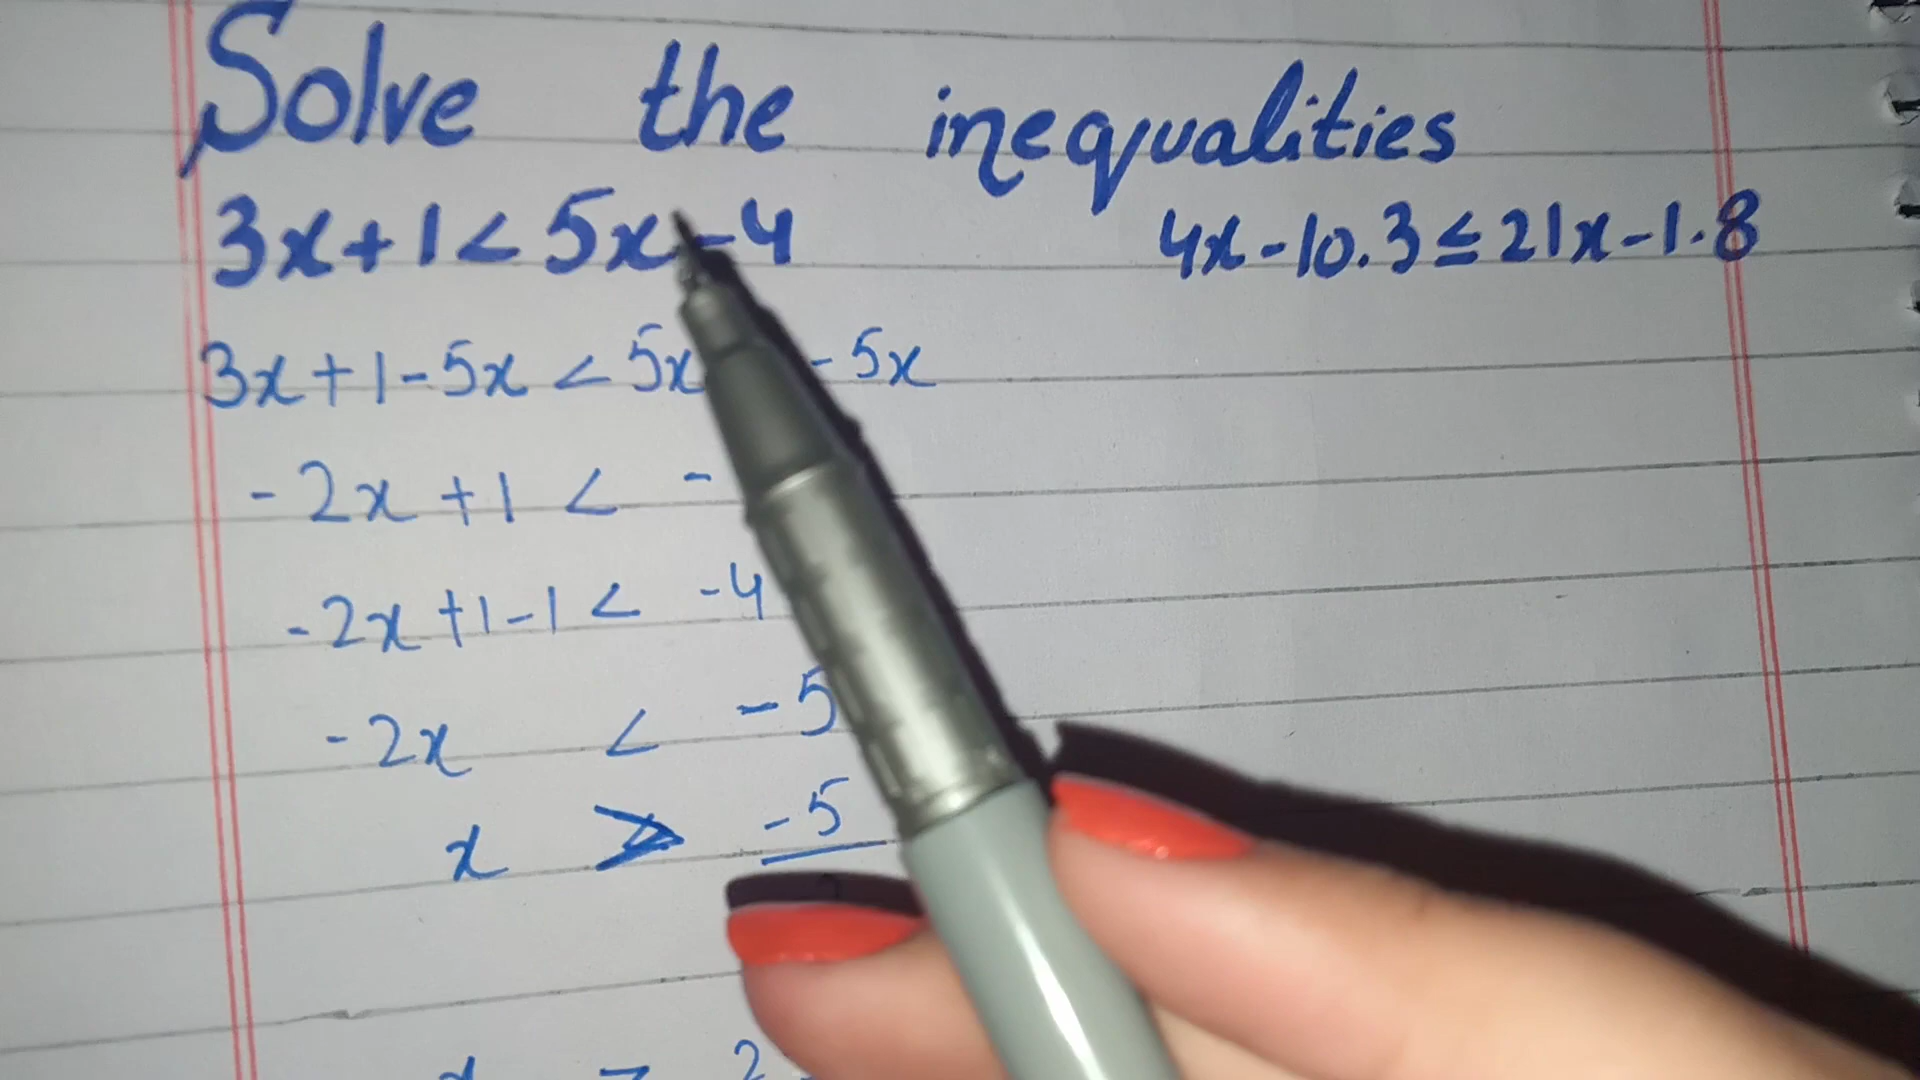 Solve the inequalities
3x+1<5x-4
4x-10.3≤21x-1.8
3x+1-5x<5x -5x
-2x+1< -
-2x+1-1< -4
-2x < -5
x > -5